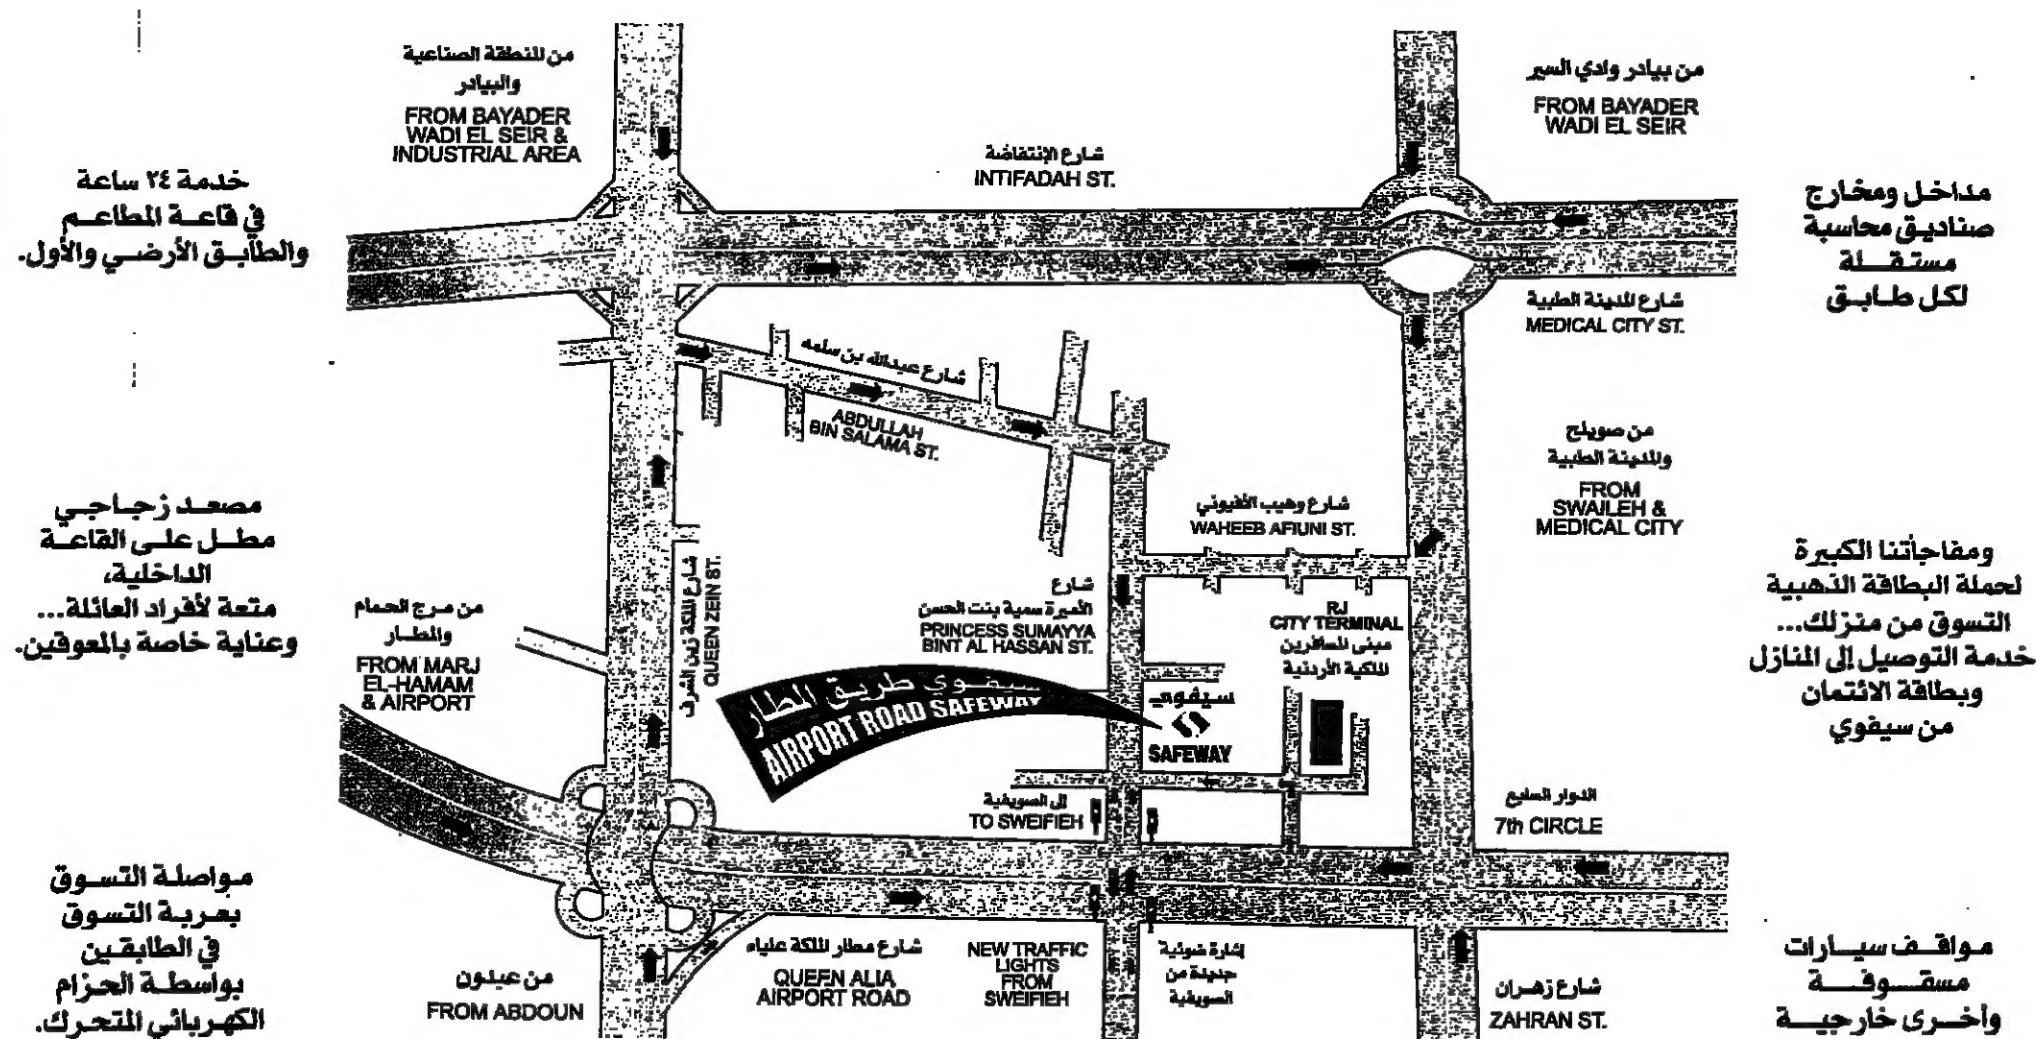 من المنطقة الصناعية
والبيادر
FROM BAYADER
WADI EL SEIR &
INDUSTRIAL AREA
شارع الإنتفاضة
INTIFADAH ST.
من بيادر وادي السير
FROM BAYADER
WADI EL SEIR
خدمة ٢٤ ساعة
في قاعة المطاعم
والطابق الأرضي والأول.
مداخل ومخارج
صناديق محاسبة
مستقلة
لكل طابق
شارع المدينة الطبية
MEDICAL CITY ST.
شارع عبدالله بن سلمه
ABDULLAH
BIN SALAMA ST.
من صويلح
والمدينة الطبية
FROM
SWAILEH &
MEDICAL CITY
شارع وهيب الأفيوني
WAHEEB AFIUNI ST.
مصعد زجاجي
مطل على القاعة
الداخلية،
متعة لأفراد العائلة...
وعناية خاصة بالمعوقين.
ومفاجأتنا الكبيرة
لحملة البطاقة الذهبية
التسوق من منزلك...
خدمة التوصيل إلى المنازل
وبطاقة الائتمان
من سيفوي
من مرج الحمام
والمطار
FROM MARJ
EL-HAMAM
& AIRPORT
شارع الملكة زين الشرف
QUEEN ZEIN ST.
شارع
الأميرة سمية بنت الحسن
PRINCESS SUMAYYA
BINT AL HASSAN ST.
RJ
CITY TERMINAL
مبنى المسافرين
الملكية الأردنية
سيفوي طريق المطار
AIRPORT ROAD SAFEWAY
سيفوي
SAFEWAY
إلى الصويفية
TO SWEIFIEH
الدوار السابع
7th CIRCLE
مواصلة التسوق
بعربة التسوق
في الطابقين
بواسطة الحزام
الكهربائي المتحرك.
من عبدون
FROM ABDOUN
شارع مطار الملكة علياء
QUEEN ALIA
AIRPORT ROAD
NEW TRAFFIC
LIGHTS
FROM
SWEIFIEH
إشارة ضوئية
جديدة من
الصويفية
شارع زهران
ZAHRAN ST.
مواقف سيارات
مسقوفة
وأخرى خارجية